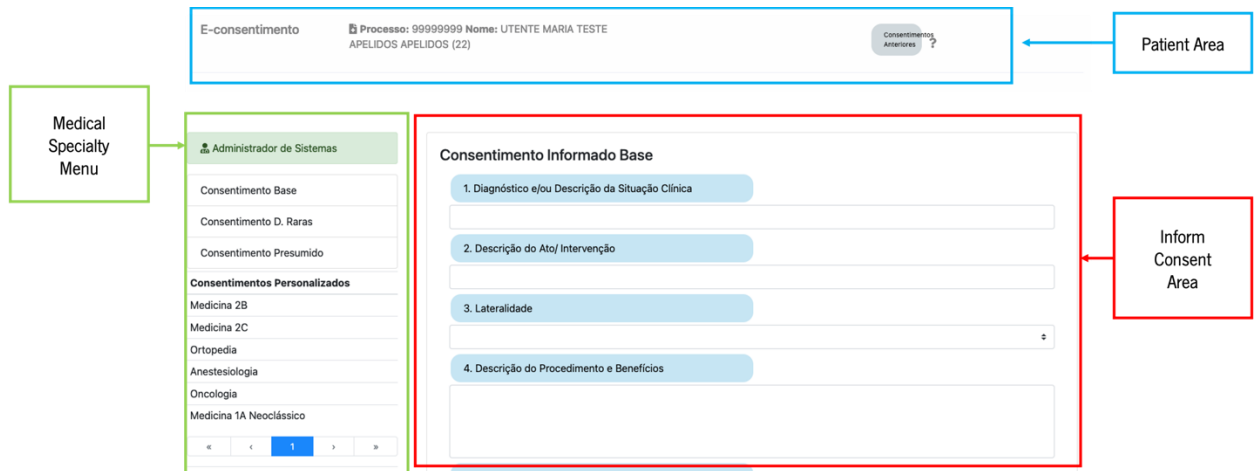 E-consentimento
Processo: 99999999 Nome: UTENTE MARIA TESTE
APELIDOS APELIDOS (22)
Consentimentos
Anteriores
?
Patient Area
Medical
Specialty
Menu
Administrador de Sistemas
Consentimento Base
Consentimento D. Raras
Consentimento Presumido
Consentimentos Personalizados
Medicina 2B
Medicina 2C
Ortopedia
Anestesiologia
Oncologia
Medicina 1A Neoclássico
« ‹ 1 › »
Consentimento Informado Base
1. Diagnóstico e/ou Descrição da Situação Clínica
2. Descrição do Ato/ Intervenção
3. Lateralidade
4. Descrição do Procedimento e Benefícios
Inform
Consent
Area